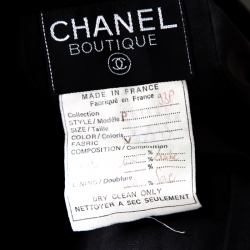 CHANEL
BOUTIQUE
MADE IN FRANCE
Fabriqué en France
Collection
STYLE/Modèle P
SIZE/Taille
COLOR/Coloris
FABRIC V
COMPOSITION/Composition
%
%
%
LINING/Doublure
%
DRY CLEAN ONLY
NETTOYER A SEC SEULEMENT